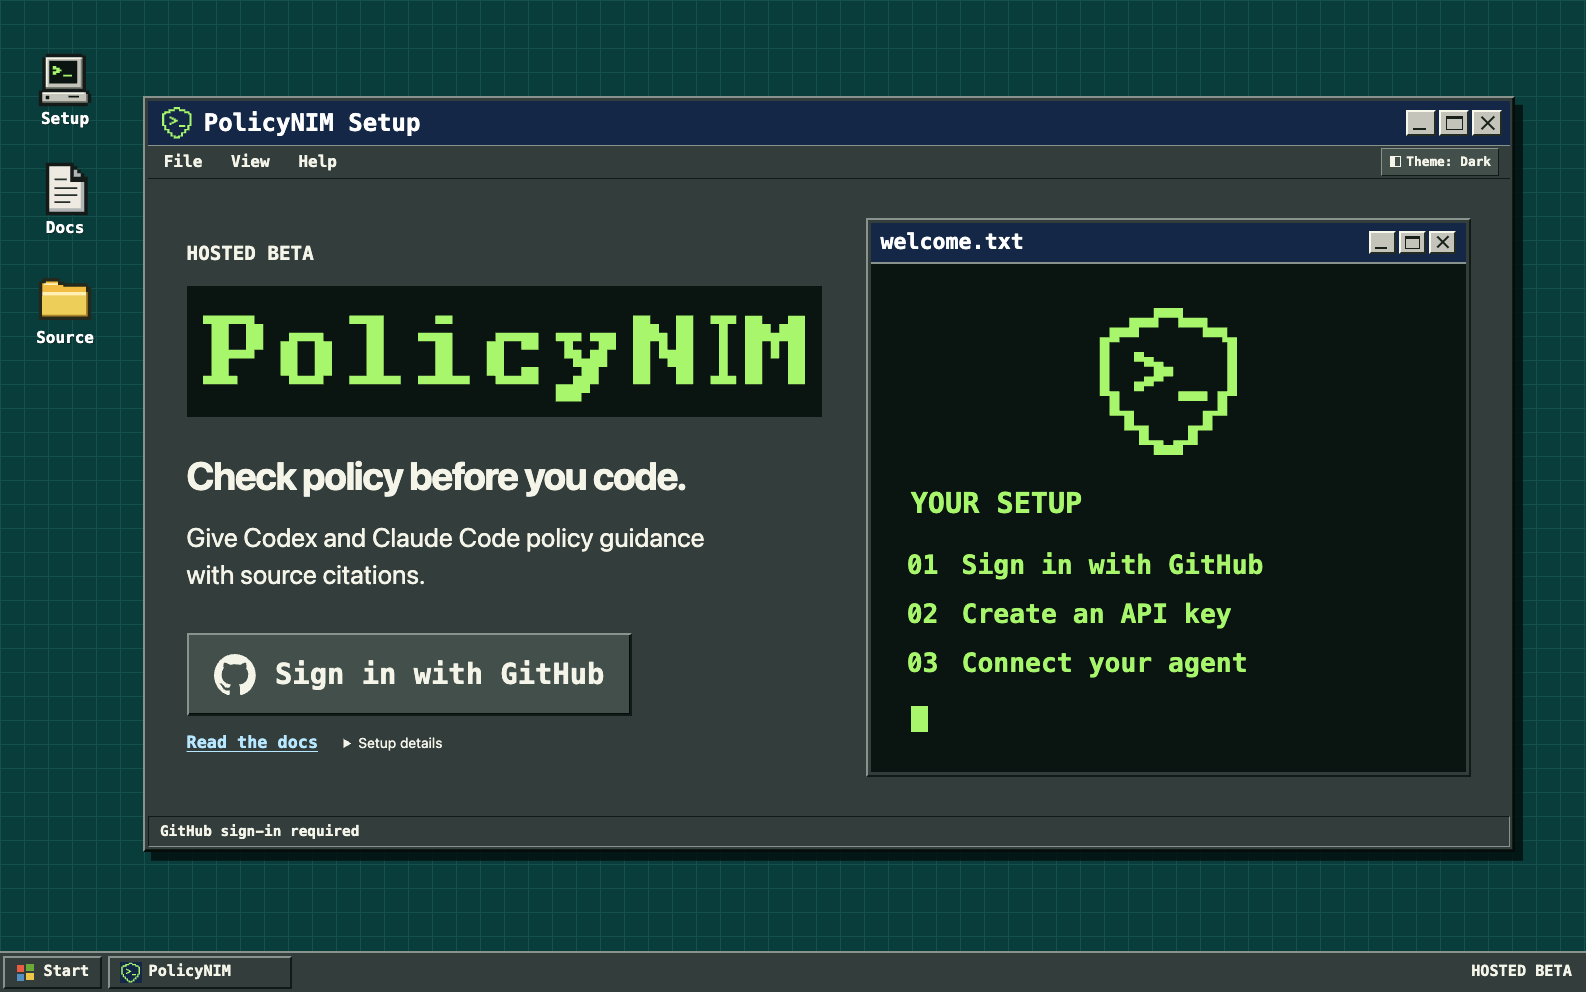 Setup
Docs
Source
PolicyNIM Setup
File View Help
Theme: Dark
HOSTED BETA
PolicyNIM
Check policy before you code.
Give Codex and Claude Code policy guidance
with source citations.
Sign in with GitHub
Read the docs
Setup details
welcome.txt
>_
YOUR SETUP
01 Sign in with GitHub
02 Create an API key
03 Connect your agent
GitHub sign-in required
Start
PolicyNIM
HOSTED BETA